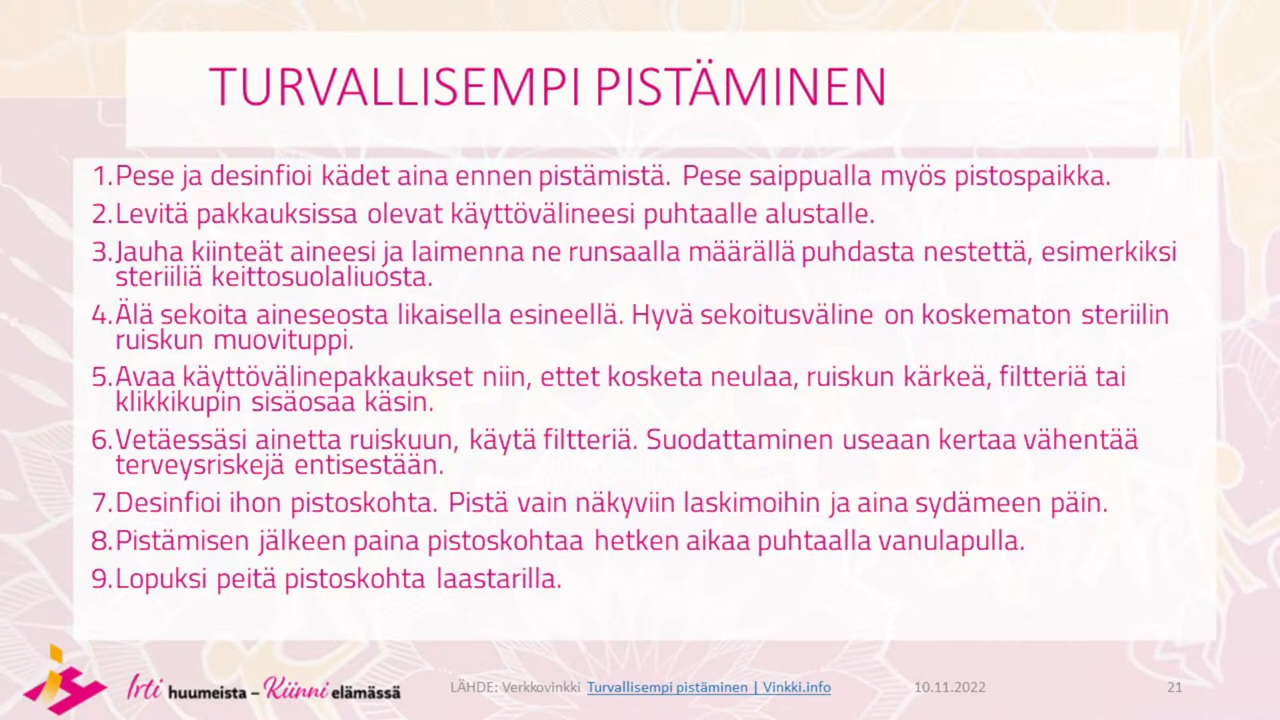 TURVALLISEMPI PISTÄMINEN
1.Pese ja desinfioi kädet aina ennen pistämistä. Pese saippualla myös pistospaikka.
2.Levitä pakkauksissa olevat käyttövälineesi puhtaalle alustalle.
3.Jauha kiinteät aineesi ja laimenna ne runsaalla määrällä puhdasta nestettä, esimerkiksi
steriiliä keittosuolaliuosta.
4.Älä sekoita aineseosta likaisella esineellä. Hyvä sekoitusväline on koskematon steriilin
ruiskun muovituppi.
5.Avaa käyttövälinepakkaukset niin, ettet kosketa neulaa, ruiskun kärkeä, filtteriä tai
klikkikupin sisäosaa käsin.
6.Vetäessäsi ainetta ruiskuun, käytä filtteriä. Suodattaminen useaan kertaa vähentää
terveysriskejä entisestään.
7.Desinfioi ihon pistoskohta. Pistä vain näkyviin laskimoihin ja aina sydämeen päin.
8.Pistämisen jälkeen paina pistoskohtaa hetken aikaa puhtaalla vanulapulla.
9.Lopuksi peitä pistoskohta laastarilla.
Irti huumeista – Kiinni elämässä
LÄHDE: Verkkovinkki Turvallisempi pistäminen | Vinkki.info
10.11.2022
21